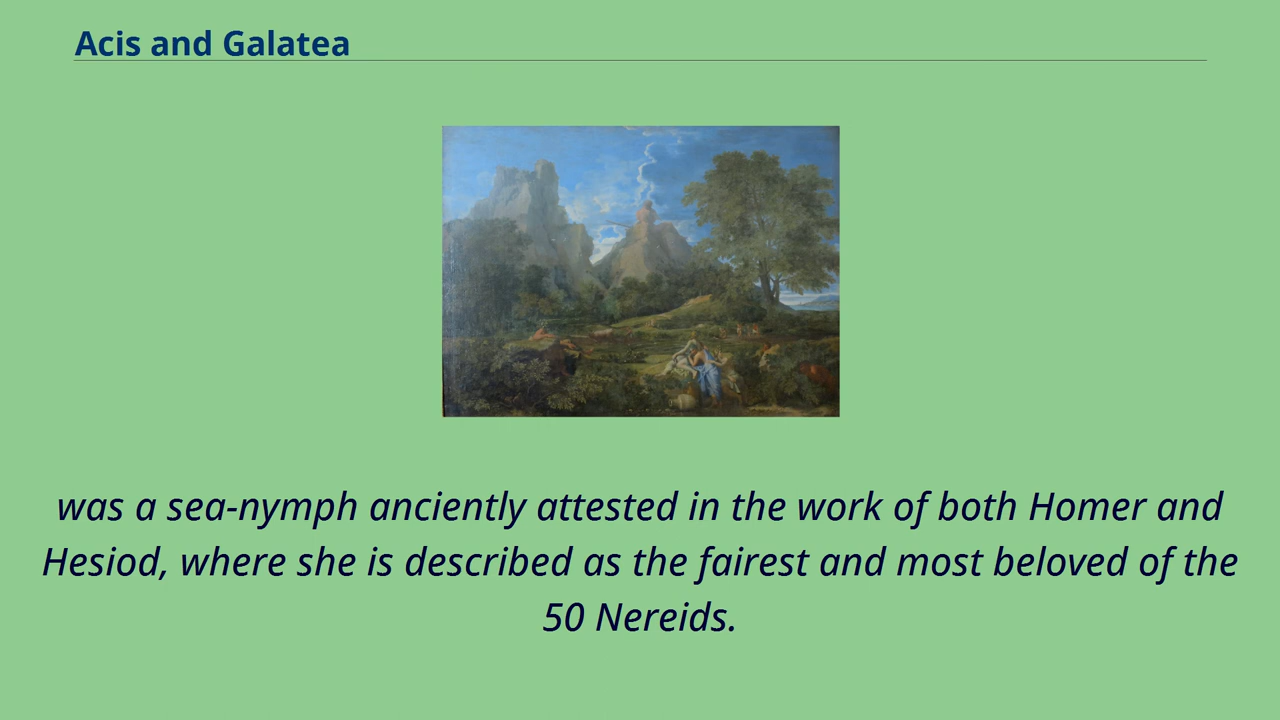 Acis and Galatea
was a sea-nymph anciently attested in the work of both Homer and
Hesiod, where she is described as the fairest and most beloved of the
50 Nereids.